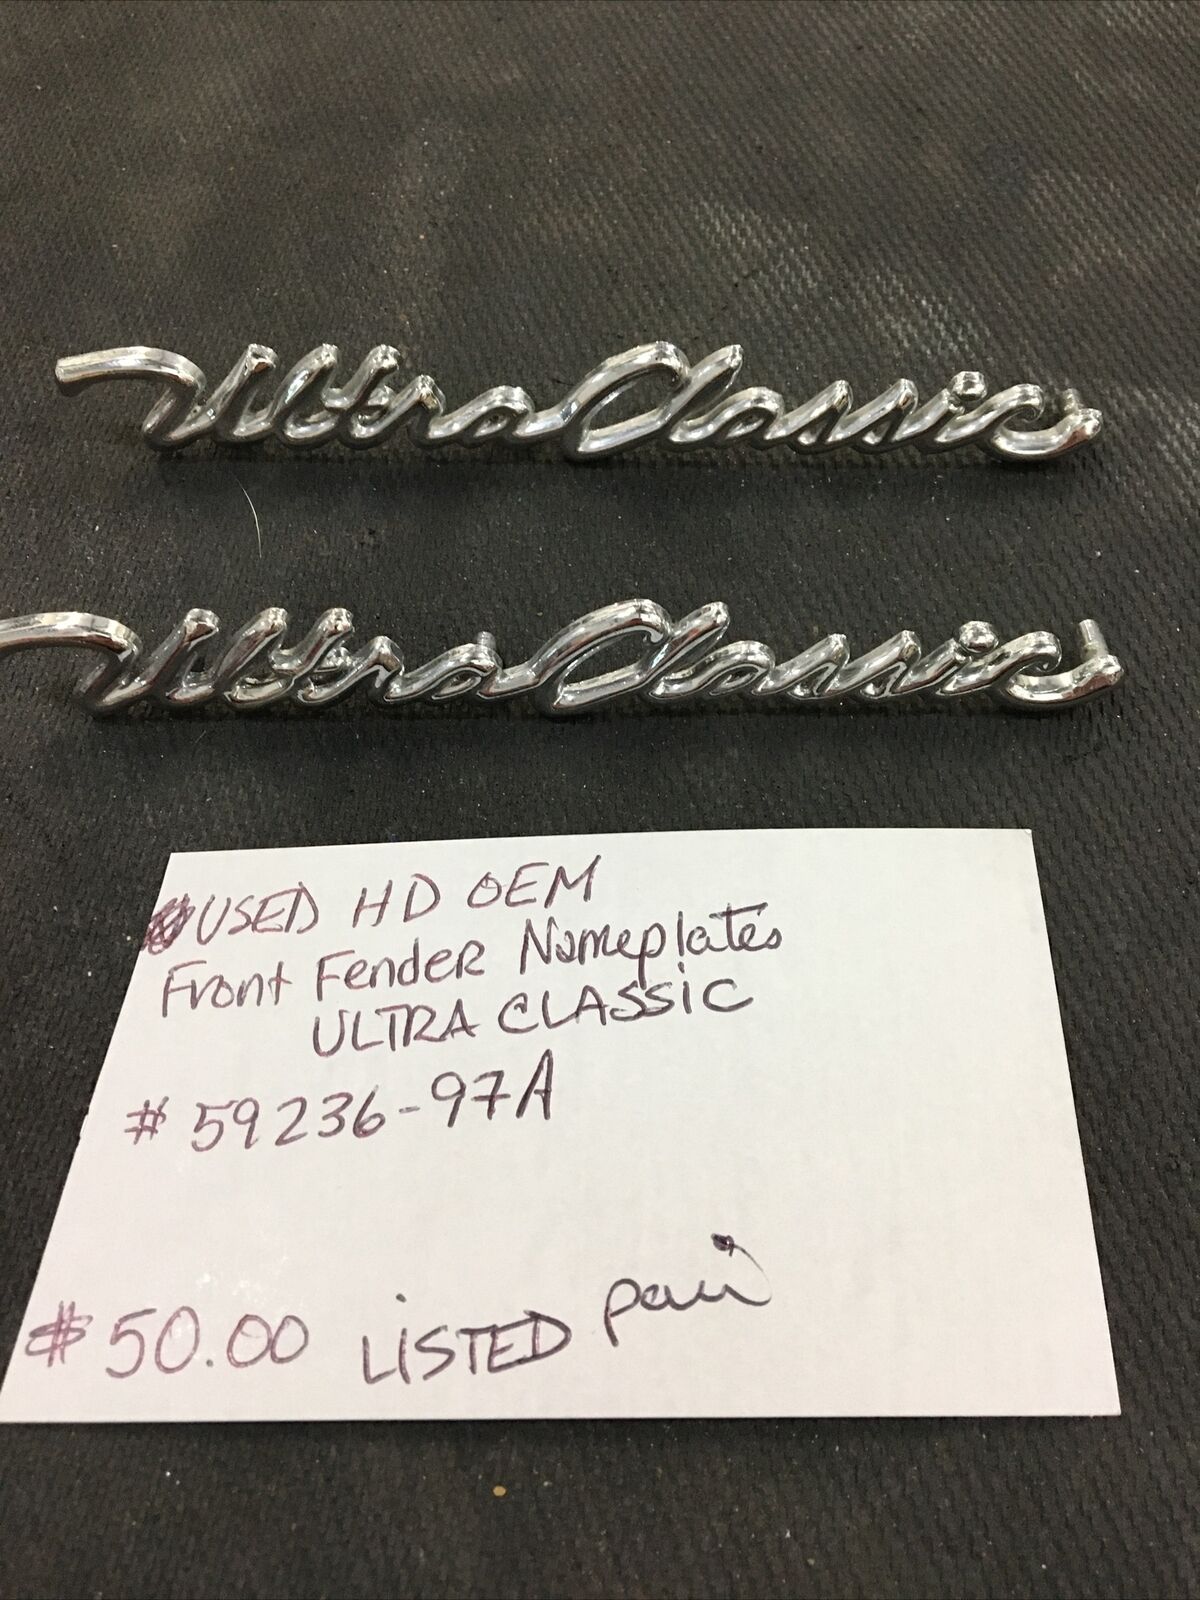 Ultra Classic
Ultra Classic
USED HD OEM
Front Fender Nameplates
ULTRA CLASSIC
# 59236-97A
$50.00 LISTED pair